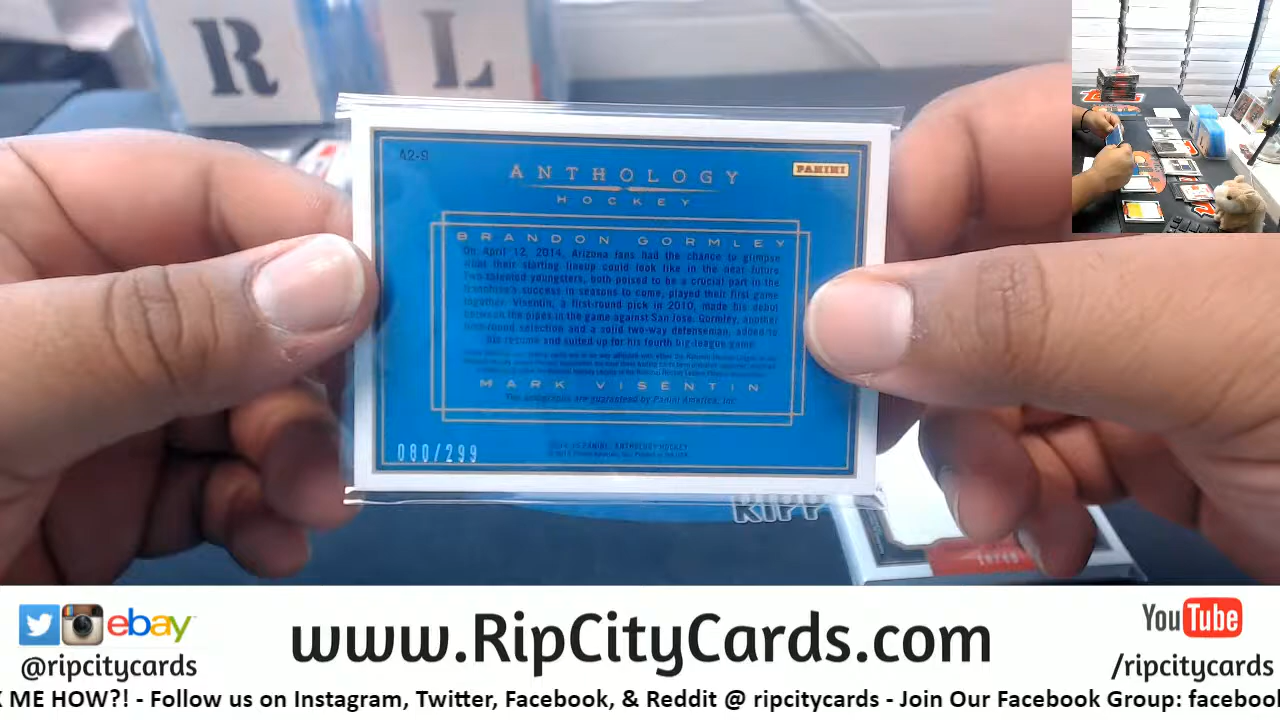 R L
A2-9
ANTHOLOGY
HOCKEY
PANINI
BRANDON GORMLEY
On April 12, 2014, Arizona fans had the chance to glimpse
what their starting lineup could look like in the near future.
Two talented youngsters, both poised to be a crucial part in the
franchise's success in seasons to come, played their first game
together. Visentin, a first-round pick in 2010, made his debut
between the pipes in the game against San Jose. Gormley, another
first-round selection and a solid two-way defenseman, added to
his resume and suited up for his fourth big-league game.
MARK VISENTIN
The autographs are guaranteed by Panini America, Inc.
080/299
PANINI ANTHOLOGY HOCKEY
RIPP
www.RipCityCards.com
ebay
@ripcitycards
YouTube
/ripcitycards
K ME HOW?! - Follow us on Instagram, Twitter, Facebook, & Reddit @ ripcitycards - Join Our Facebook Group: facebook